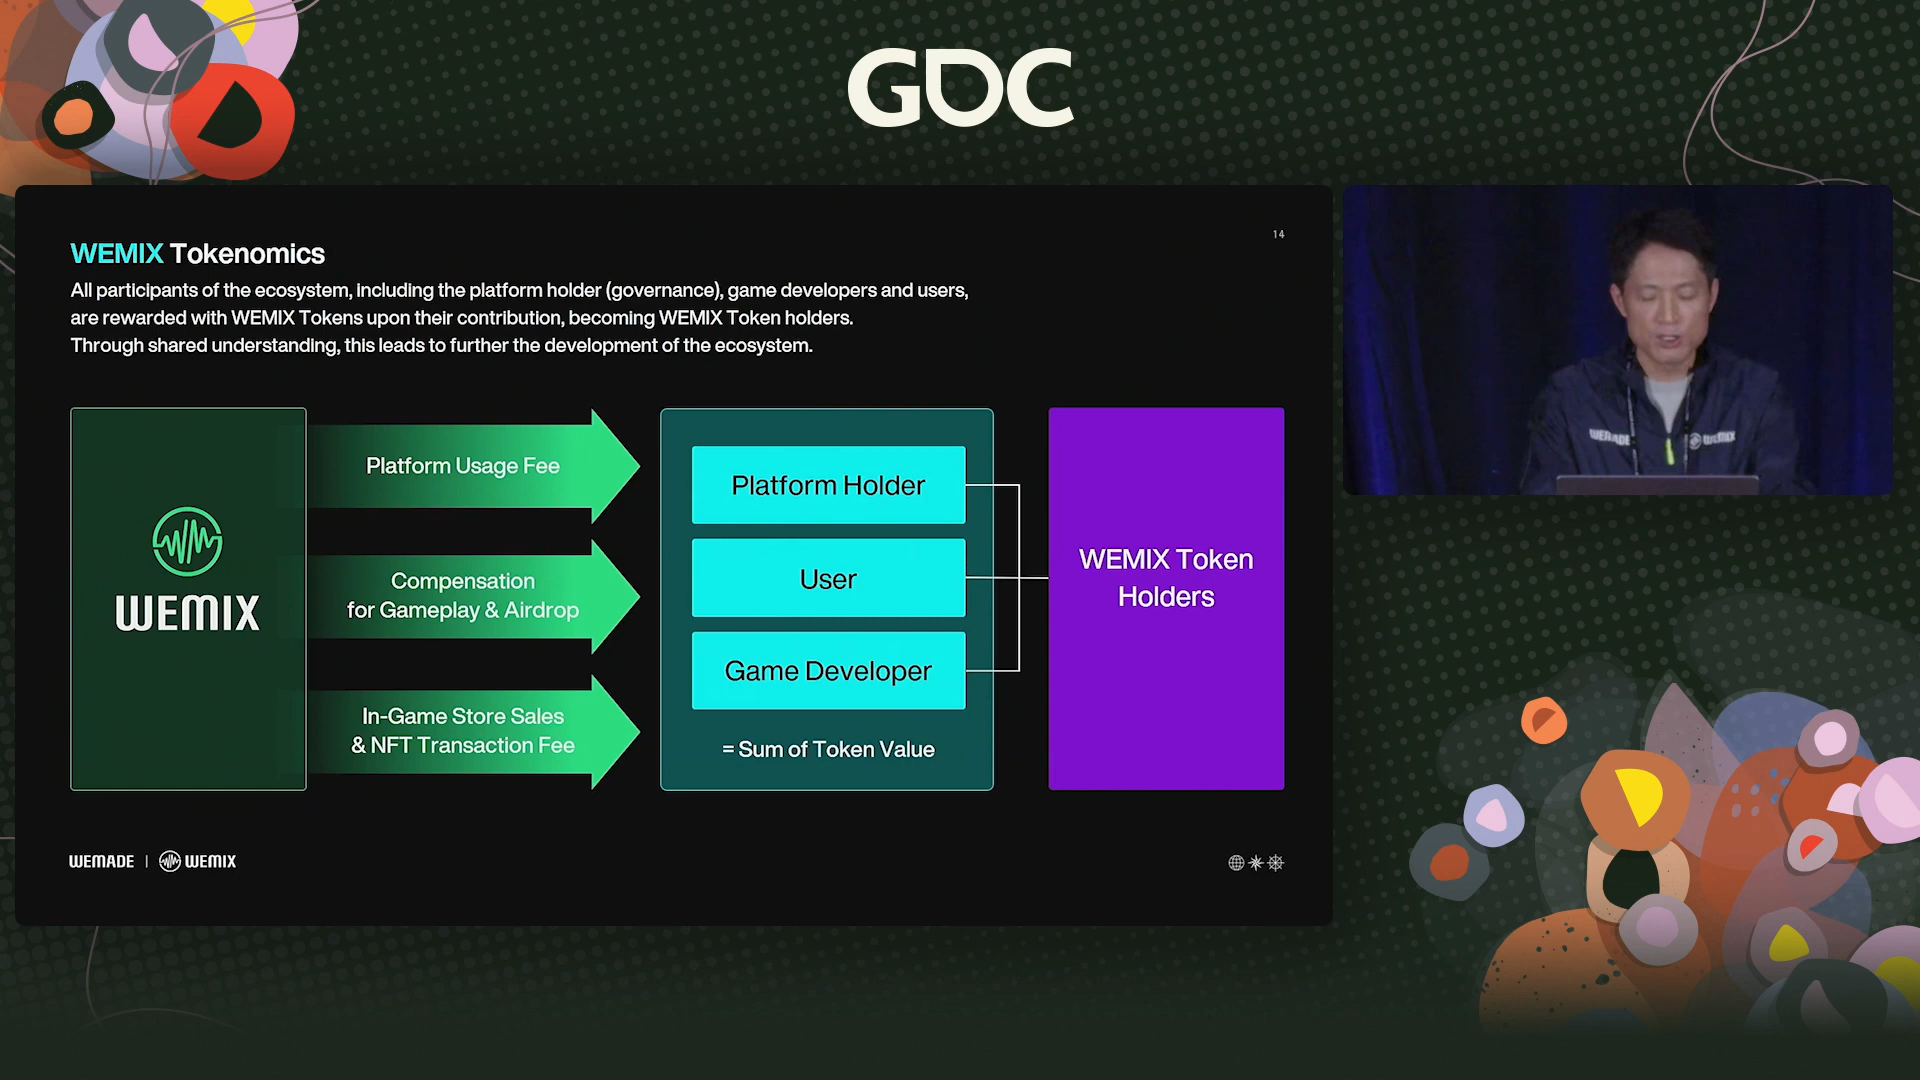 GDC
14
WEMIX Tokenomics
All participants of the ecosystem, including the platform holder (governance), game developers and users,
are rewarded with WEMIX Tokens upon their contribution, becoming WEMIX Token holders.
Through shared understanding, this leads to further the development of the ecosystem.
WEMIX
Platform Usage Fee
Compensation
for Gameplay & Airdrop
In-Game Store Sales
& NFT Transaction Fee
Platform Holder
User
Game Developer
= Sum of Token Value
WEMIX Token
Holders
WEMADE | WEMIX
WEMADE WEMIX